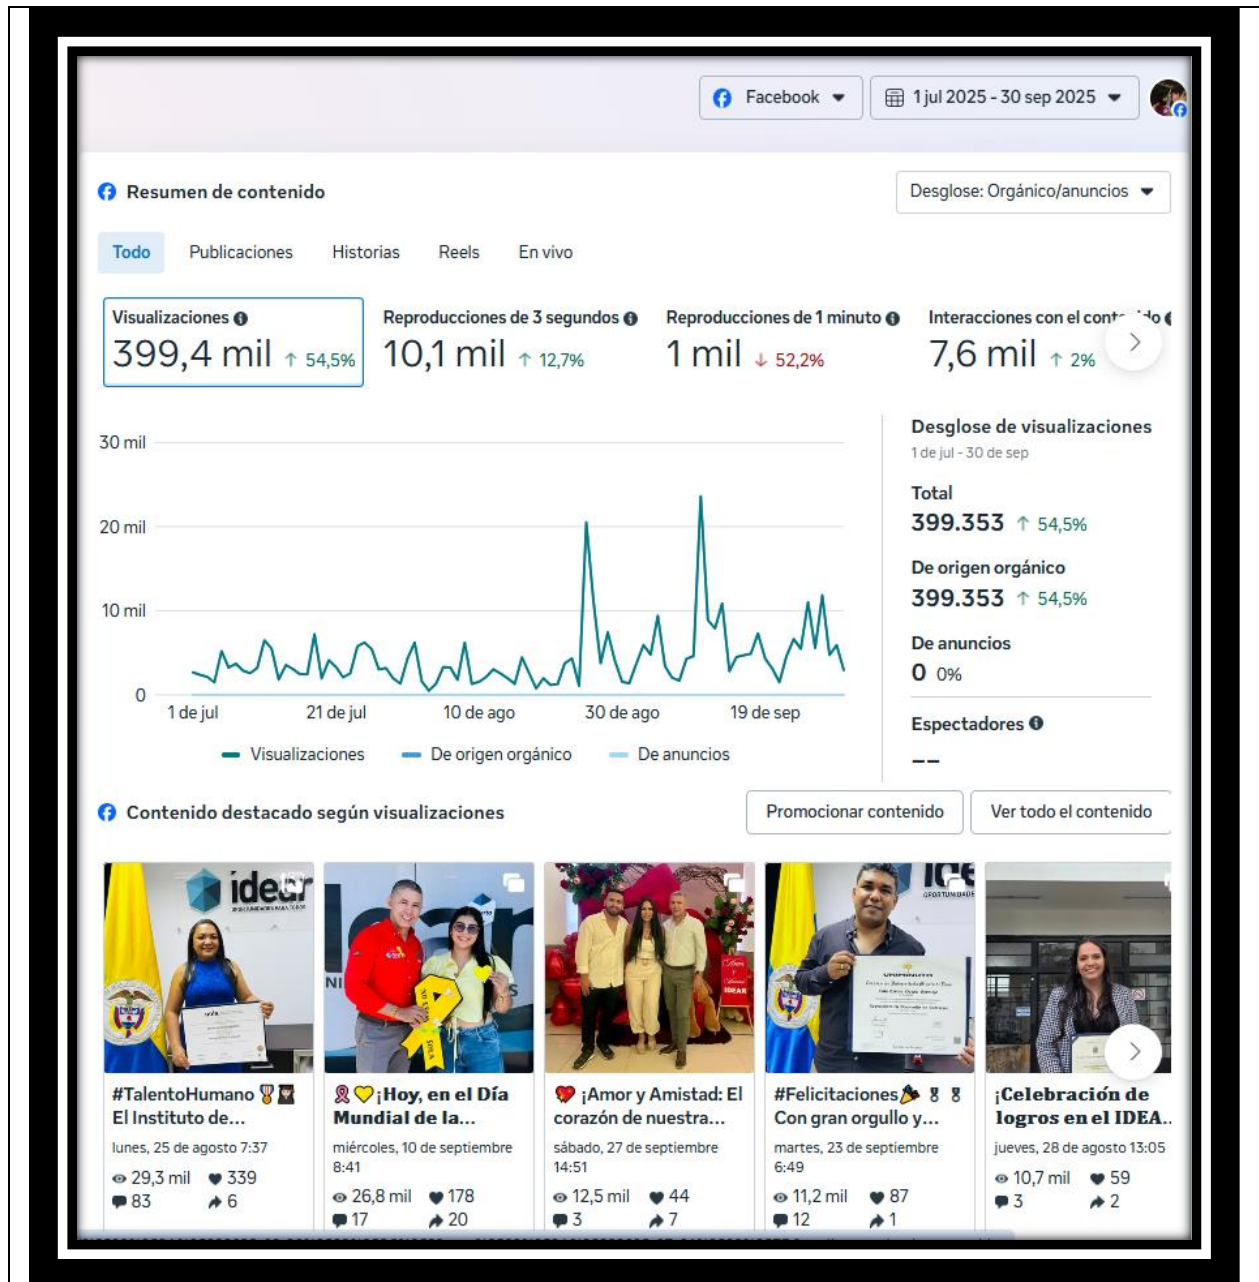 Facebook
1 jul 2025 - 30 sep 2025
Resumen de contenido
Desglose: Orgánico/anuncios
Todo Publicaciones Historias Reels En vivo
Visualizaciones
399,4 mil ↑ 54,5%
Reproducciones de 3 segundos
10,1 mil ↑ 12,7%
Reproducciones de 1 minuto
1 mil ↓ 52,2%
Interacciones con el
7,6 mil ↑ 2%
30 mil
20 mil
10 mil
0
1 de jul 21 de jul 10 de ago 30 de ago 19 de sep
Visualizaciones De origen orgánico De anuncios
Desglose de visualizaciones
1 de jul - 30 de sep
Total
399.353 ↑ 54,5%
De origen orgánico
399.353 ↑ 54,5%
De anuncios
0 0%
Espectadores
--
Contenido destacado según visualizaciones
Promocionar contenido
Ver todo el contenido
idear
#TalentoHumano🎖️👩🏻‍🎓
El Instituto de...
lunes, 25 de agosto 7:37
29,3 mil 339
83 6
🎗️💛¡Hoy, en el Día
Mundial de la...
miércoles, 10 de septiembre
8:41
26,8 mil 178
17 20
AMOR
IDEAR
💖 ¡Amor y Amistad: El
corazón de nuestra...
sábado, 27 de septiembre
14:51
12,5 mil 44
3 7
OPORTUNIDADE
UNIMINUTO
#Felicitaciones🎉 🎖 🎖
Con gran orgullo y...
martes, 23 de septiembre
6:49
11,2 mil 87
12 1
¡Celebración de
logros en el IDEA..
jueves, 28 de agosto 13:05
10,7 mil 59
3 2